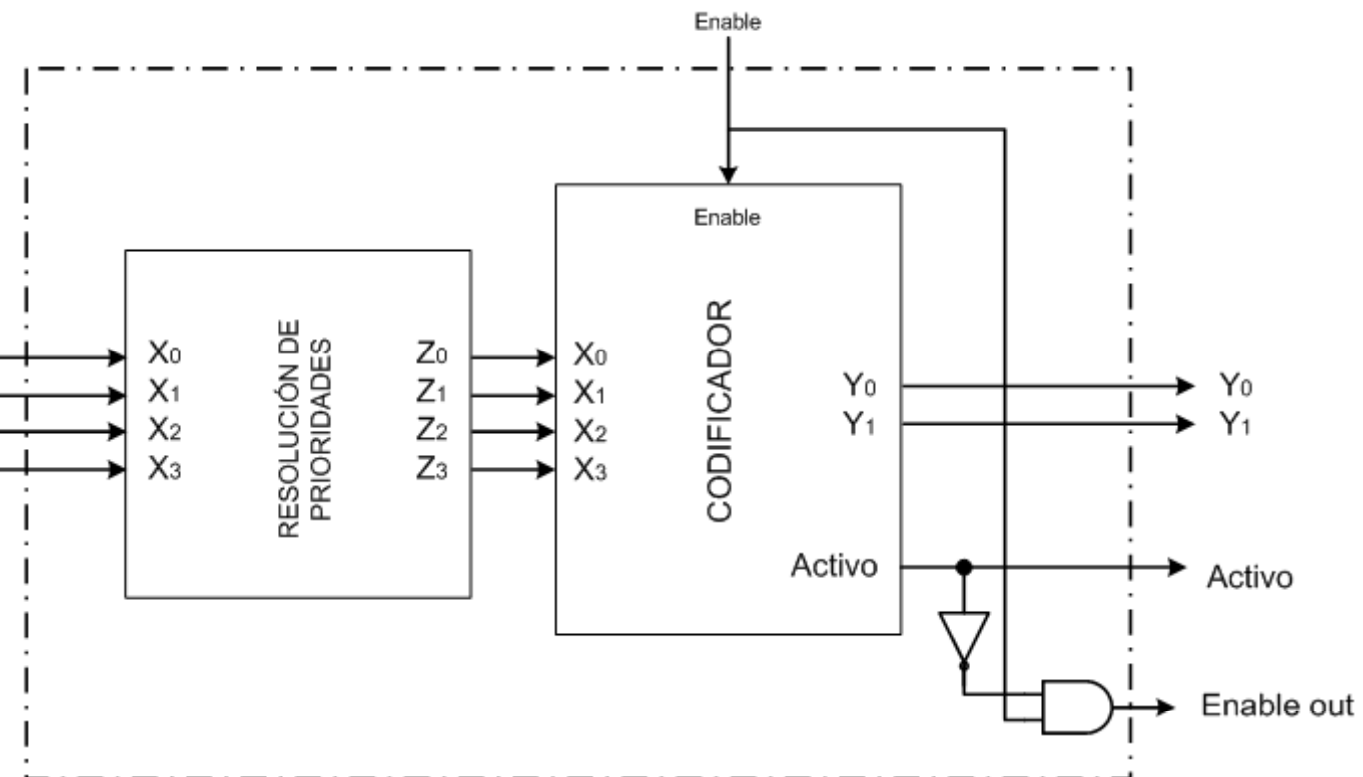 Enable
Enable
X0
X1
X2
X3
RESOLUCIÓN DE
PRIORIDADES
Z0
Z1
Z2
Z3
X0
X1
X2
X3
CODIFICADOR
Y0
Y1
Activo
Y0
Y1
Activo
Enable out